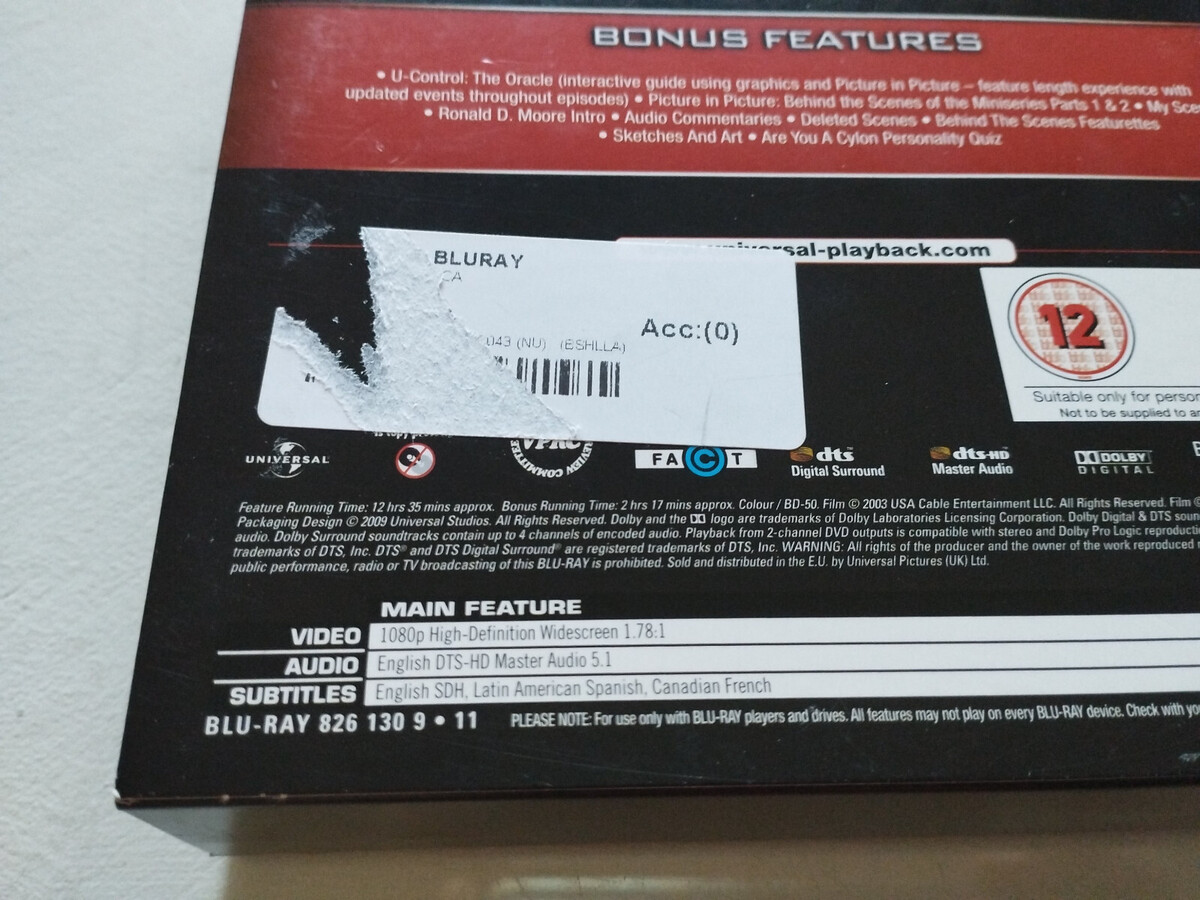 BONUS FEATURES
• U-Control: The Oracle (interactive guide using graphics and Picture in Picture – feature length experience with
updated events throughout episodes) • Picture in Picture: Behind the Scenes of the Miniseries Parts 1 & 2 • My
• Ronald D. Moore Intro • Audio Commentaries • Deleted Scenes • Behind The Scenes Featurettes
• Sketches And Art • Are You A Cylon Personality Quiz
universal-playback.com
BLURAY
CA
043 (NU) (ESHLLA)
Acc:(0)
12
Suitable only for
Not to be supplied to
UNIVERSAL
REVIEW COMMITTEE
FACT
dts
Digital Surround
dts-HD
Master Audio
DOLBY
DIGITAL
Feature Running Time: 12 hrs 35 mins approx. Bonus Running Time: 2 hrs 17 mins approx. Colour / BD-50. Film © 2003 USA Cable Entertainment LLC. All Rights Reserved. Film ©
Packaging Design © 2009 Universal Studios. All Rights Reserved. Dolby and the DD logo are trademarks of Dolby Laboratories Licensing Corporation. Dolby Digital & DTS
audio. Dolby Surround soundtracks contain up to 4 channels of encoded audio. Playback from 2-channel DVD outputs is compatible with stereo and Dolby Pro Logic
trademarks of DTS, Inc. DTS® and DTS Digital Surround® are registered trademarks of DTS, Inc. WARNING: All rights of the producer and the owner of the work reproduced
public performance, radio or TV broadcasting of this BLU-RAY is prohibited. Sold and distributed in the E.U. by Universal Pictures (UK) Ltd.
MAIN FEATURE
VIDEO 1080p High-Definition Widescreen 1.78:1
AUDIO English DTS-HD Master Audio 5.1
SUBTITLES English SDH, Latin American Spanish, Canadian French
BLU-RAY 826 130 9 • 11 PLEASE NOTE: For use only with BLU-RAY players and drives. All features may not play on every BLU-RAY device. Check with